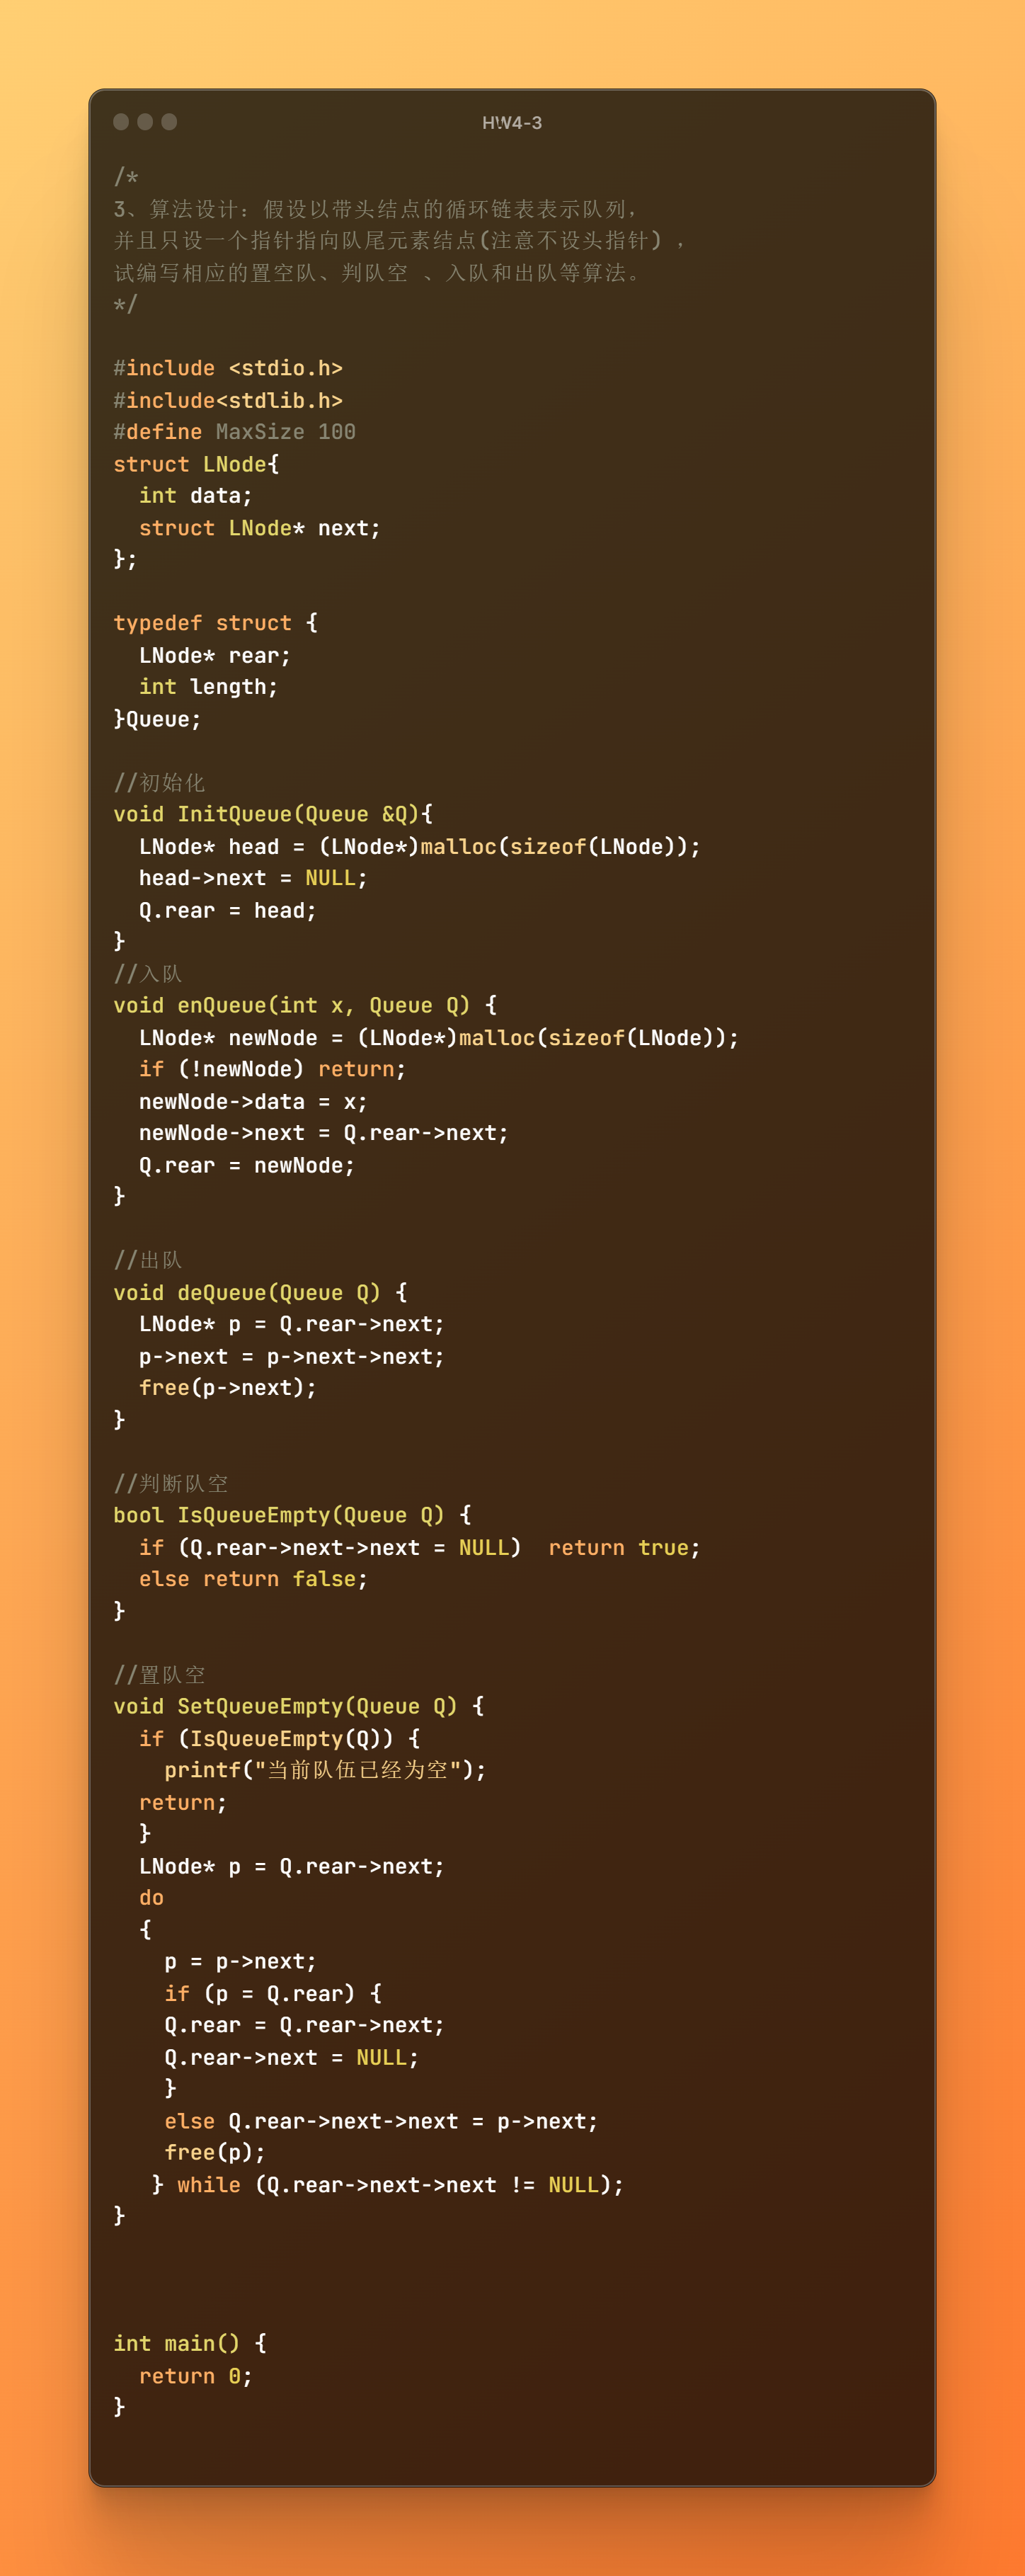 HW4-3
/*
3、算法设计：假设以带头结点的循环链表表示队列，
并且只设一个指针指向队尾元素结点(注意不设头指针) ，
试编写相应的置空队、判队空 、入队和出队等算法。
*/
#include <stdio.h>
#include<stdlib.h>
#define MaxSize 100
struct LNode{
  int data;
  struct LNode* next;
};
typedef struct {
  LNode* rear;
  int length;
}Queue;
//初始化
void InitQueue(Queue &Q){
  LNode* head = (LNode*)malloc(sizeof(LNode));
  head->next = NULL;
  Q.rear = head;
}
//入队
void enQueue(int x, Queue Q) {
  LNode* newNode = (LNode*)malloc(sizeof(LNode));
  if (!newNode) return;
  newNode->data = x;
  newNode->next = Q.rear->next;
  Q.rear = newNode;
}
//出队
void deQueue(Queue Q) {
  LNode* p = Q.rear->next;
  p->next = p->next->next;
  free(p->next);
}
//判断队空
bool IsQueueEmpty(Queue Q) {
  if (Q.rear->next->next = NULL)  return true;
  else return false;
}
//置队空
void SetQueueEmpty(Queue Q) {
  if (IsQueueEmpty(Q)) {
    printf("当前队伍已经为空");
  return;
  }
  LNode* p = Q.rear->next;
  do
  {
    p = p->next;
    if (p = Q.rear) {
    Q.rear = Q.rear->next;
    Q.rear->next = NULL;
    }
    else Q.rear->next->next = p->next;
    free(p);
   } while (Q.rear->next->next != NULL);
}
int main() {
  return 0;
}